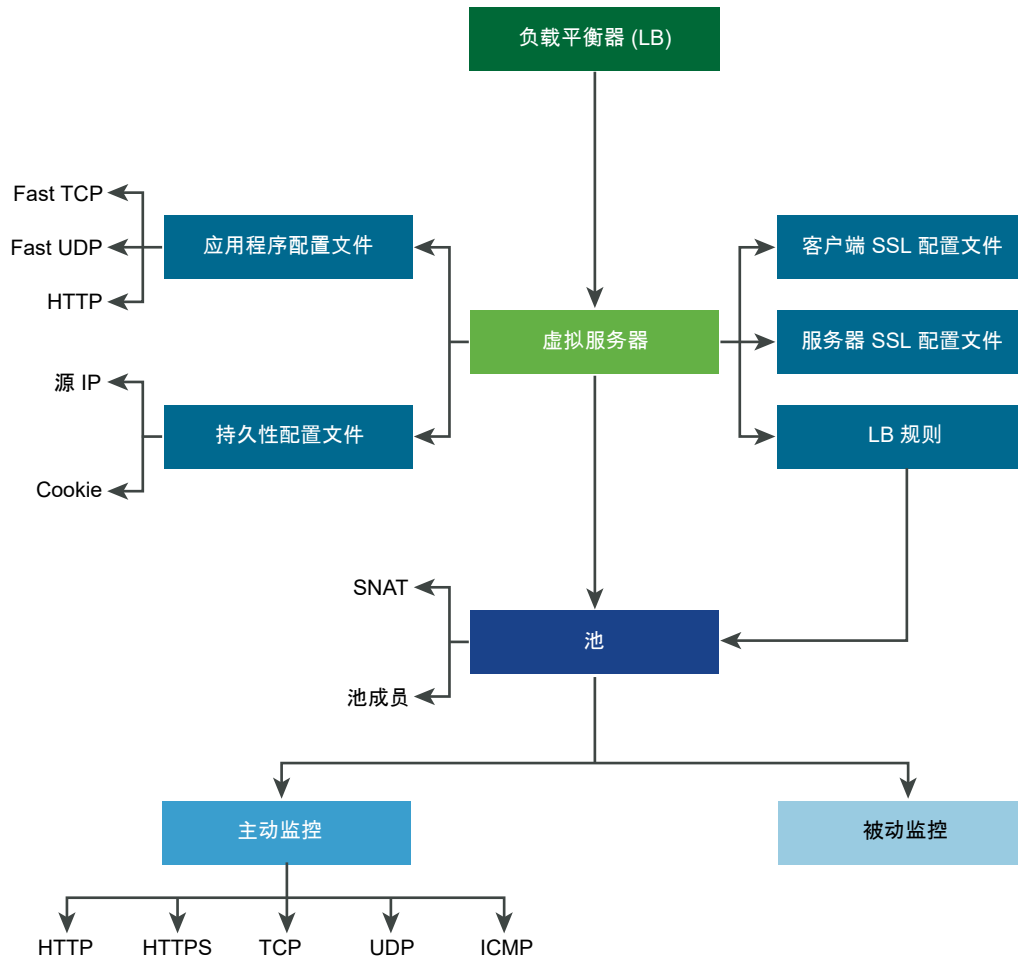 负载平衡器 (LB)
Fast TCP
Fast UDP
HTTP
应用程序配置文件
客户端 SSL 配置文件
虚拟服务器
服务器 SSL 配置文件
源 IP
Cookie
持久性配置文件
LB 规则
SNAT
池成员
池
主动监控
被动监控
HTTP
HTTPS
TCP
UDP
ICMP